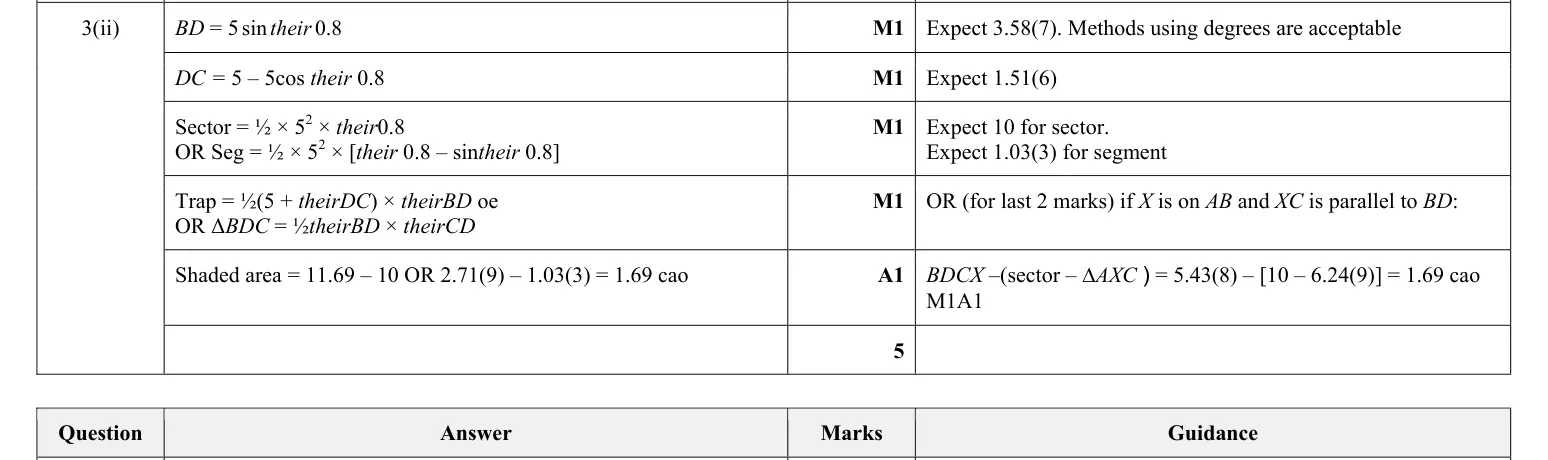 3(ii) BD = 5 sin their 0.8 M1 Expect 3.58(7). Methods using degrees are acceptable
DC = 5 – 5cos their 0.8 M1 Expect 1.51(6)
Sector = ½ × 5² × their0.8 M1 Expect 10 for sector.
OR Seg = ½ × 5² × [their 0.8 – sintheir 0.8] Expect 1.03(3) for segment
Trap = ½(5 + theirDC) × theirBD oe M1 OR (for last 2 marks) if X is on AB and XC is parallel to BD:
OR ΔBDC = ½theirBD × theirCD
Shaded area = 11.69 – 10 OR 2.71(9) – 1.03(3) = 1.69 cao A1 BDCX –(sector – ΔAXC ) = 5.43(8) – [10 – 6.24(9)] = 1.69 cao
M1A1
5
Question Answer Marks Guidance